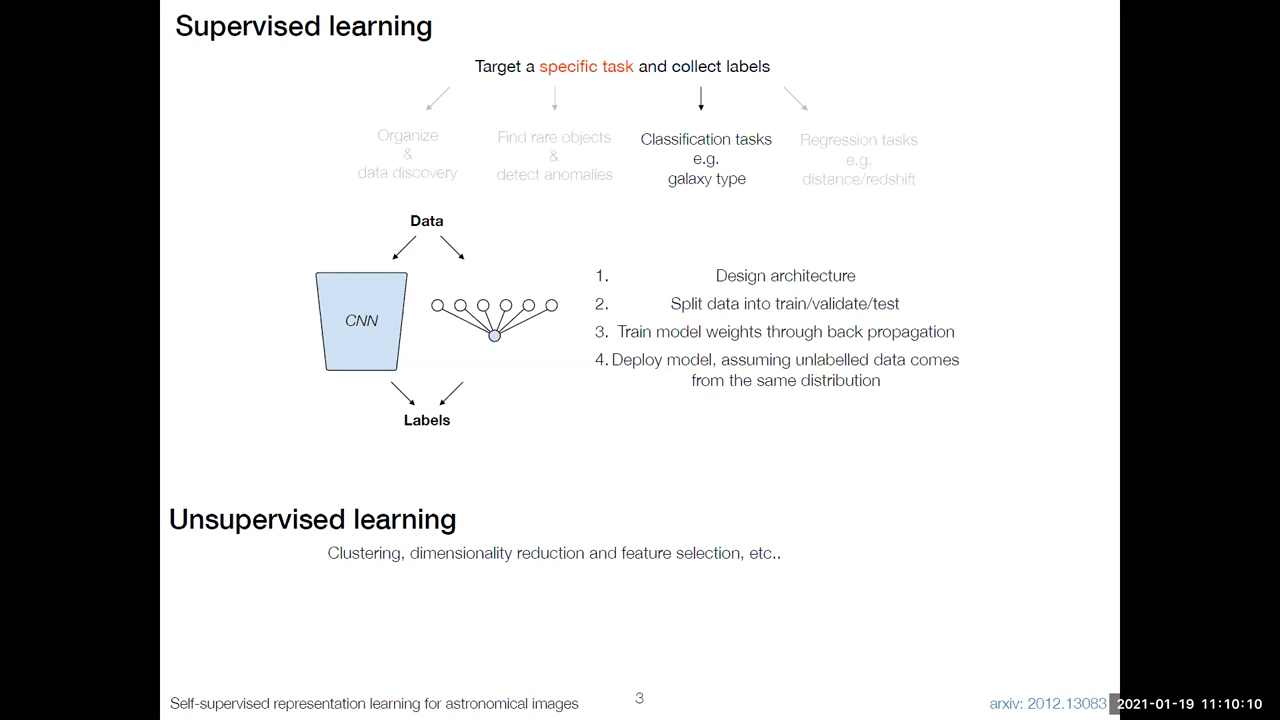 Supervised learning
Target a specific task and collect labels
Organize
&
data discovery
Find rare objects
&
detect anomalies
Classification tasks
e.g.
galaxy type
Regression tasks
e.g.
distance/redshift
Data
CNN
Labels
1. Design architecture
2. Split data into train/validate/test
3. Train model weights through back propagation
4. Deploy model, assuming unlabelled data comes
from the same distribution
Unsupervised learning
Clustering, dimensionality reduction and feature selection, etc..
Self-supervised representation learning for astronomical images
3
arxiv: 2012.13083
2021-01-19 11:10:10